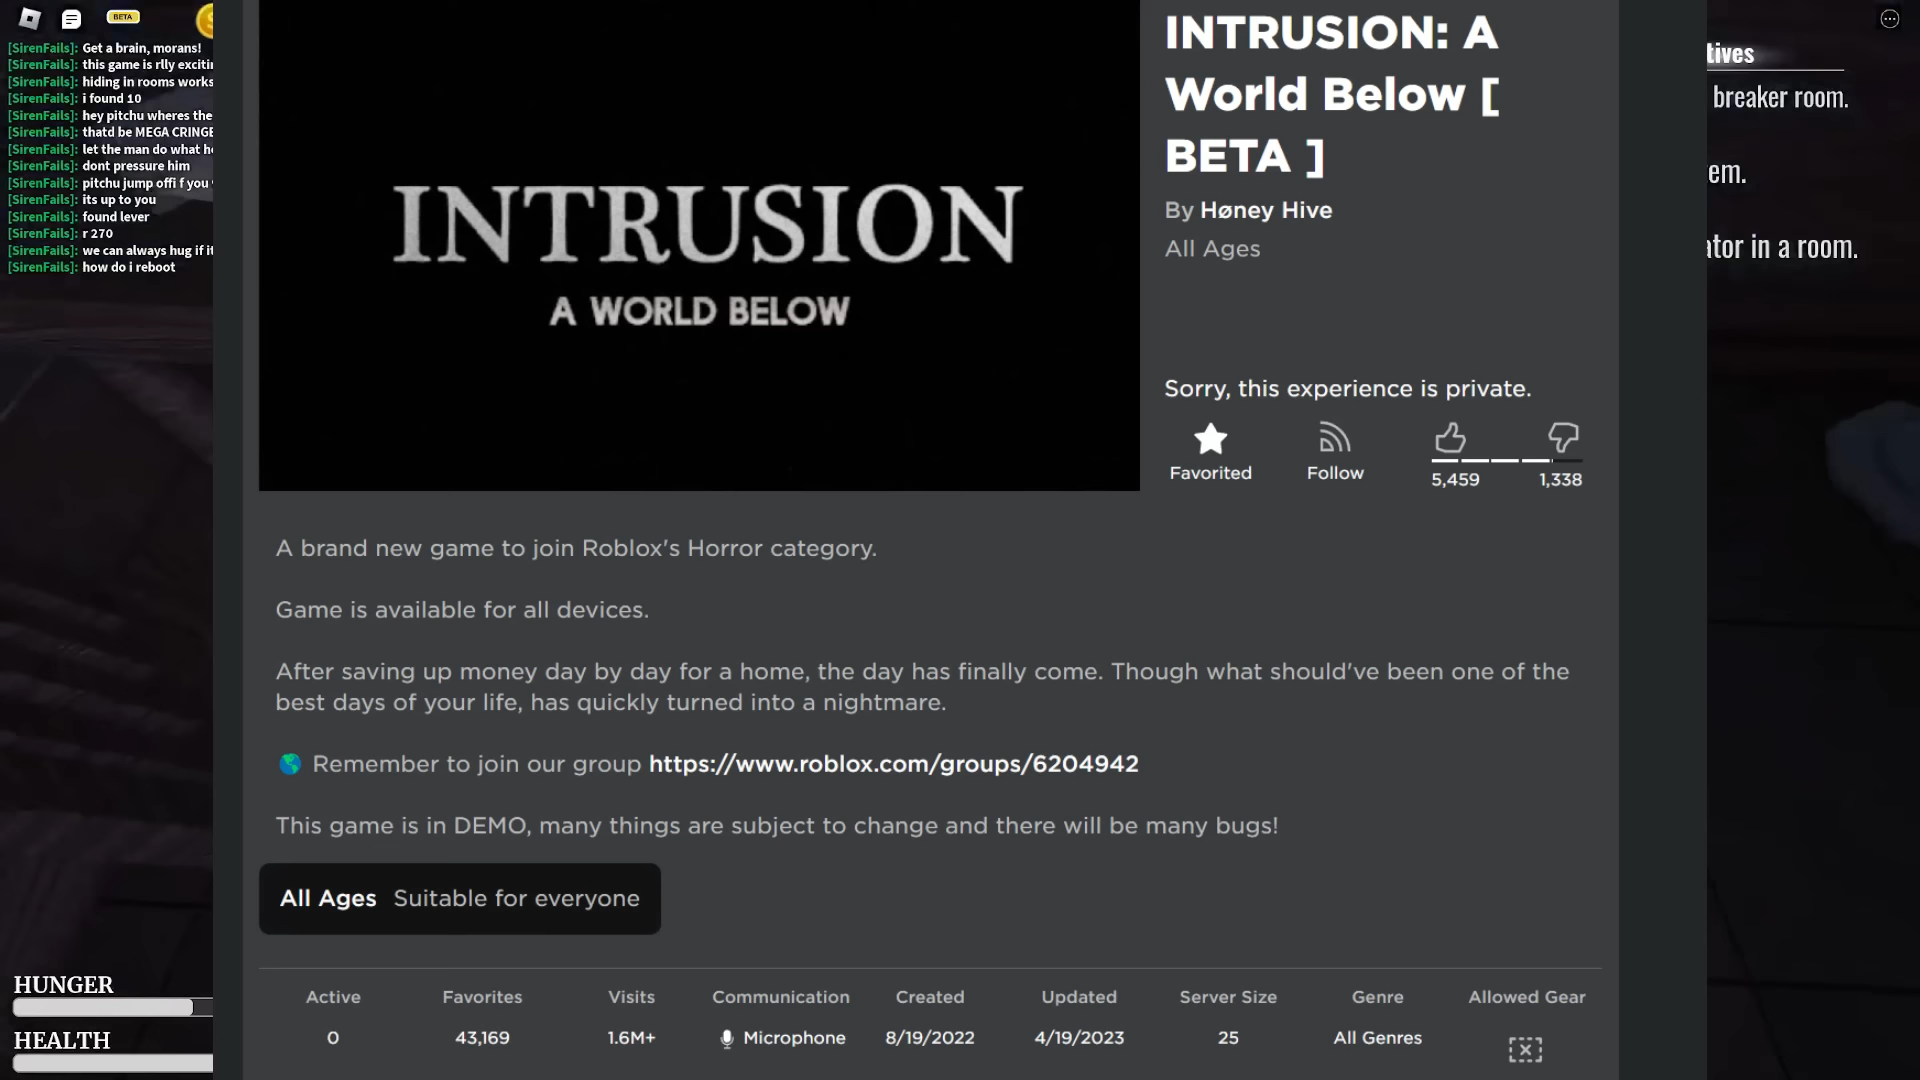 BETA
[SirenFails]: Get a brain, morans!
[SirenFails]: this game is rlly exciti
[SirenFails]: hiding in rooms works
[SirenFails]: i found 10
[SirenFails]: hey pitchu wheres the
[SirenFails]: thatd be MEGA CRINGE
[SirenFails]: let the man do what h
[SirenFails]: dont pressure him
[SirenFails]: pitchu jump offi f you
[SirenFails]: its up to you
[SirenFails]: found lever
[SirenFails]: r 270
[SirenFails]: we can always hug if it
[SirenFails]: how do i reboot
INTRUSION
A WORLD BELOW
INTRUSION: A
World Below [
BETA ]
By Høney Hive
All Ages
Sorry, this experience is private.
Favorited Follow 5,459 1,338
tives
breaker room.
em.
ator in a room.
A brand new game to join Roblox's Horror category.
Game is available for all devices.
After saving up money day by day for a home, the day has finally come. Though what should've been one of the
best days of your life, has quickly turned into a nightmare.
Remember to join our group https://www.roblox.com/groups/6204942
This game is in DEMO, many things are subject to change and there will be many bugs!
All Ages Suitable for everyone
Active Favorites Visits Communication Created Updated Server Size Genre Allowed Gear
0 43,169 1.6M+ Microphone 8/19/2022 4/19/2023 25 All Genres
HUNGER
HEALTH